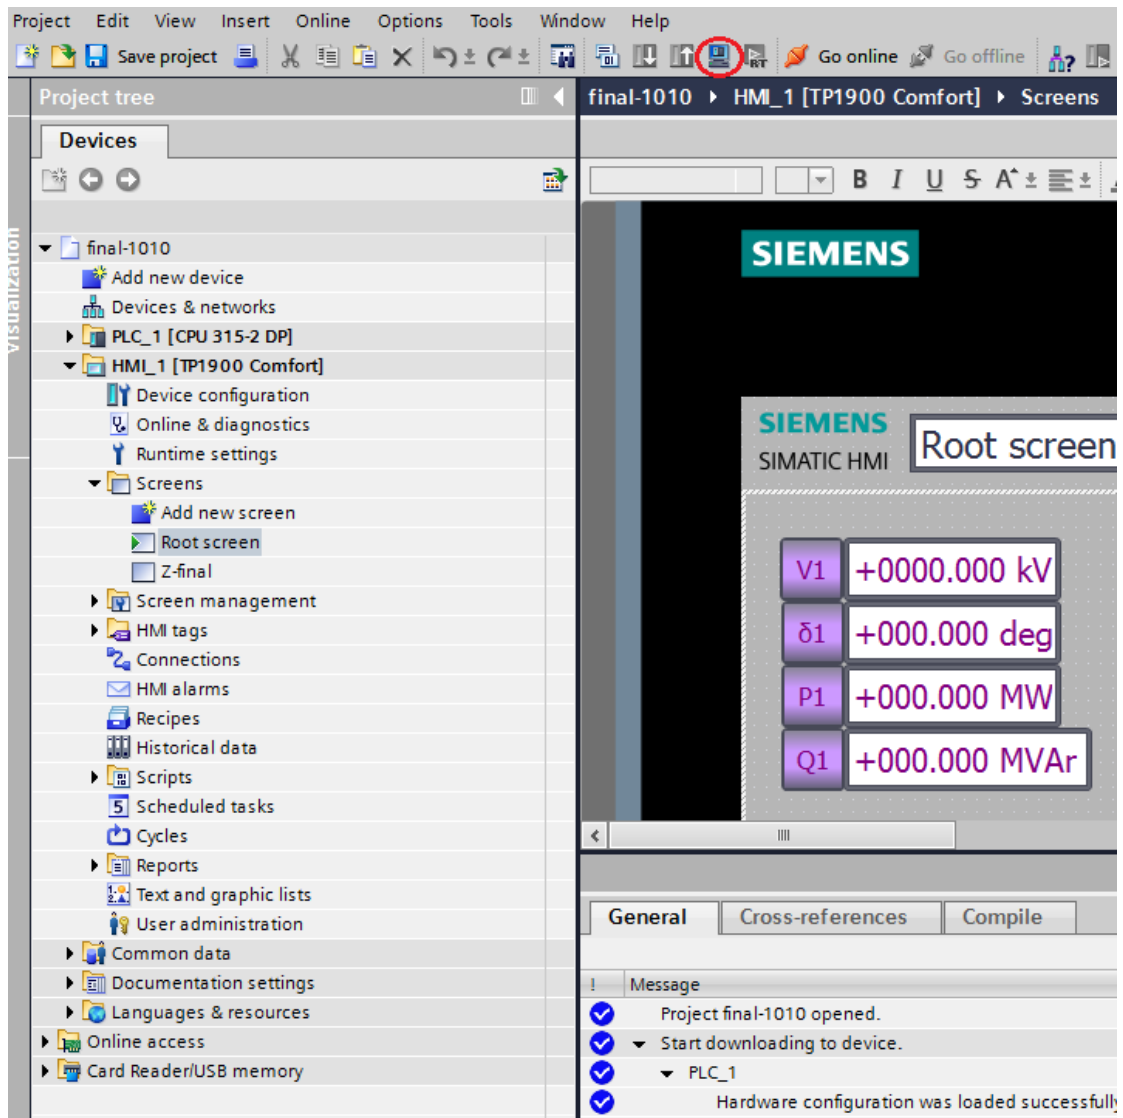 Project Edit View Insert Online Options Tools Window Help
Save project RT Go online Go offline ?
Project tree
final-1010 HMI_1 [TP1900 Comfort] Screens
Devices
B I U S A
Visualization
final-1010
Add new device
Devices & networks
PLC_1 [CPU 315-2 DP]
HMI_1 [TP1900 Comfort]
Device configuration
Online & diagnostics
Runtime settings
Screens
Add new screen
Root screen
Z-final
Screen management
HMI tags
Connections
HMI alarms
Recipes
Historical data
Scripts
5 Scheduled tasks
Cycles
Reports
Text and graphic lists
User administration
Common data
Documentation settings
Languages & resources
Online access
Card Reader/USB memory
SIEMENS
SIEMENS
SIMATIC HMI
Root screen
V1 +0000.000 kV
δ1 +000.000 deg
P1 +000.000 MW
Q1 +000.000 MVAr
General Cross-references Compile
! Message
Project final-1010 opened.
Start downloading to device.
PLC_1
Hardware configuration was loaded successfully